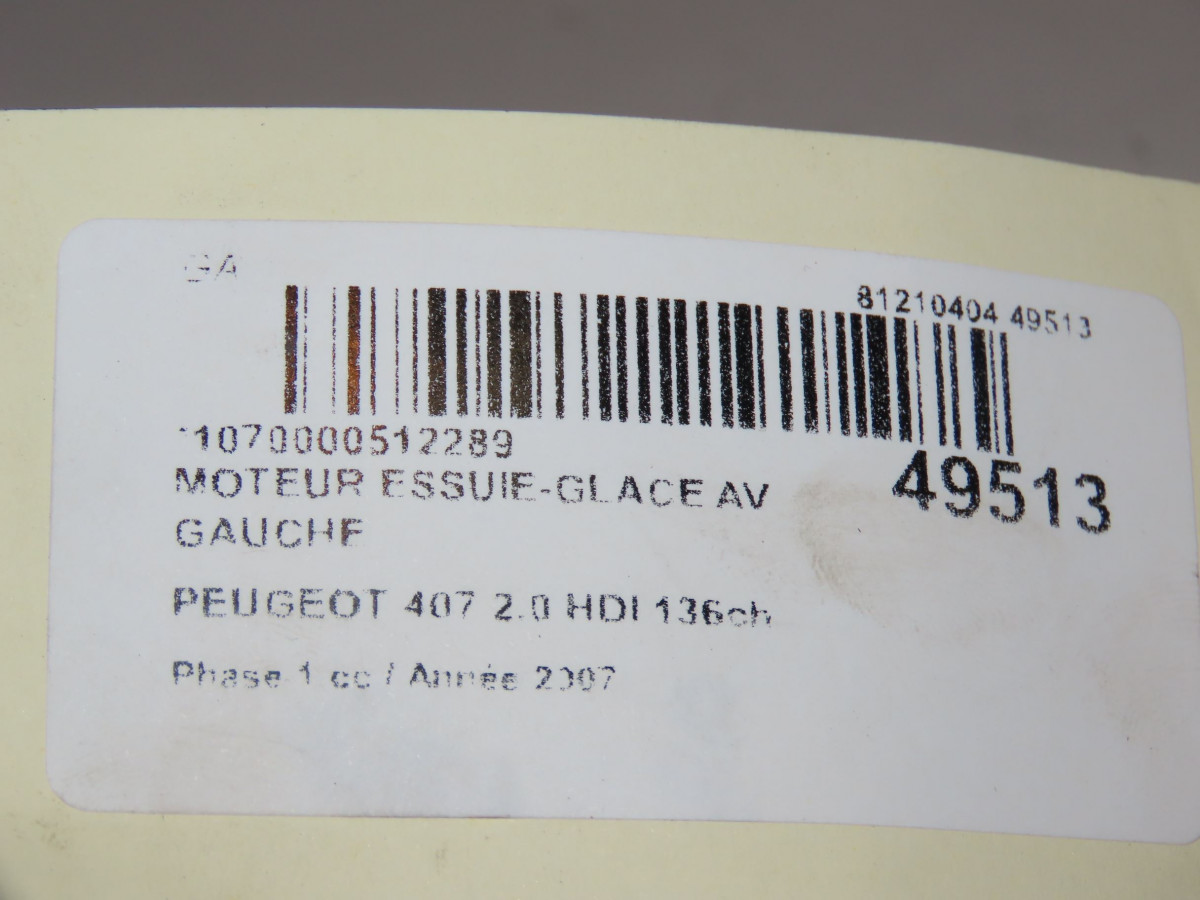 GA
81210404 49513
*1070000512289
49513
MOTEUR ESSUIE-GLACE AV
GAUCHE
PEUGEOT 407 2.0 HDI 136ch
Phase 1 cc / Année 2007